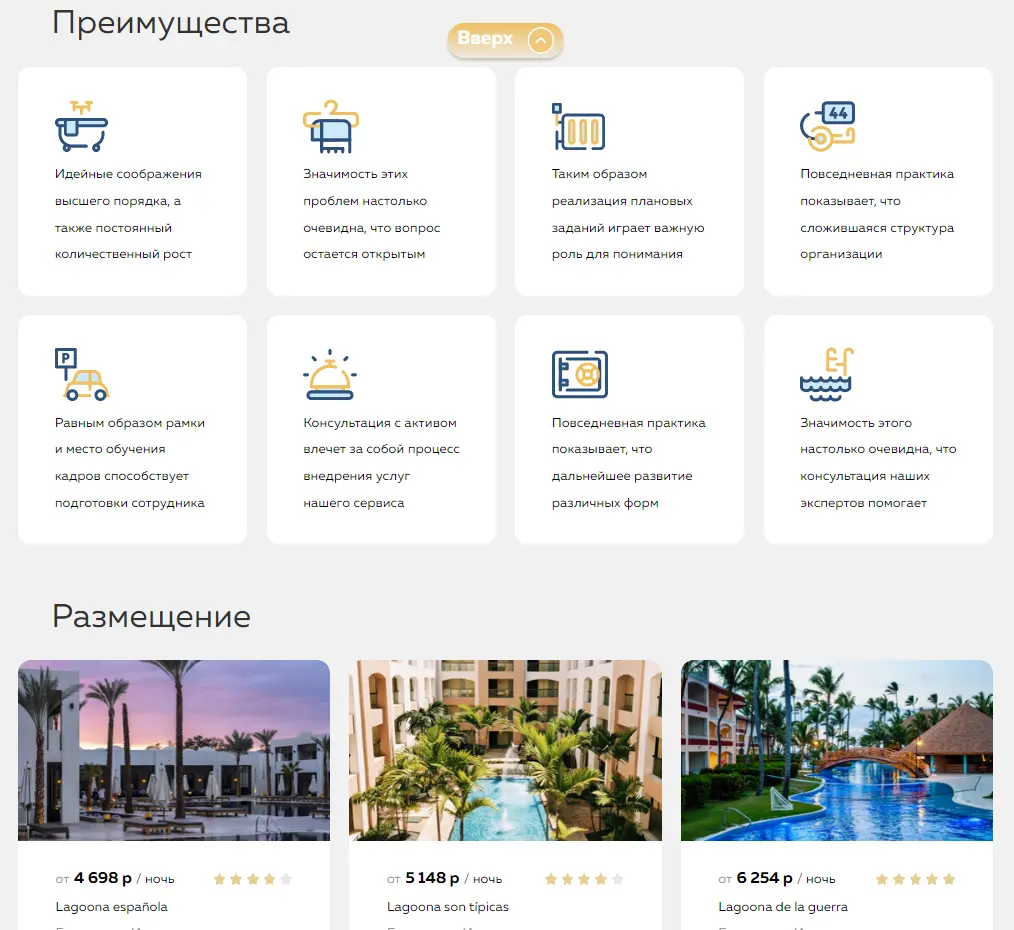 Преимущества
Вверх
Идейные соображения
высшего порядка, а
также постоянный
количественный рост
Значимость этих
проблем настолько
очевидна, что вопрос
остается открытым
Таким образом
реализация плановых
заданий играет важную
роль для понимания
44
Повседневная практика
показывает, что
сложившаяся структура
организации
P
Равным образом рамки
и место обучения
кадров способствует
подготовки сотрудника
Консультация с активом
влечет за собой процесс
внедрения услуг
нашего сервиса
Повседневная практика
показывает, что
дальнейшее развитие
различных форм
Значимость этого
настолько очевидна, что
консультация наших
экспертов помогает
Размещение
от 4 698 р / ночь
Lagoona española
от 5 148 р / ночь
Lagoona son típicas
от 6 254 р / ночь
Lagoona de la guerra